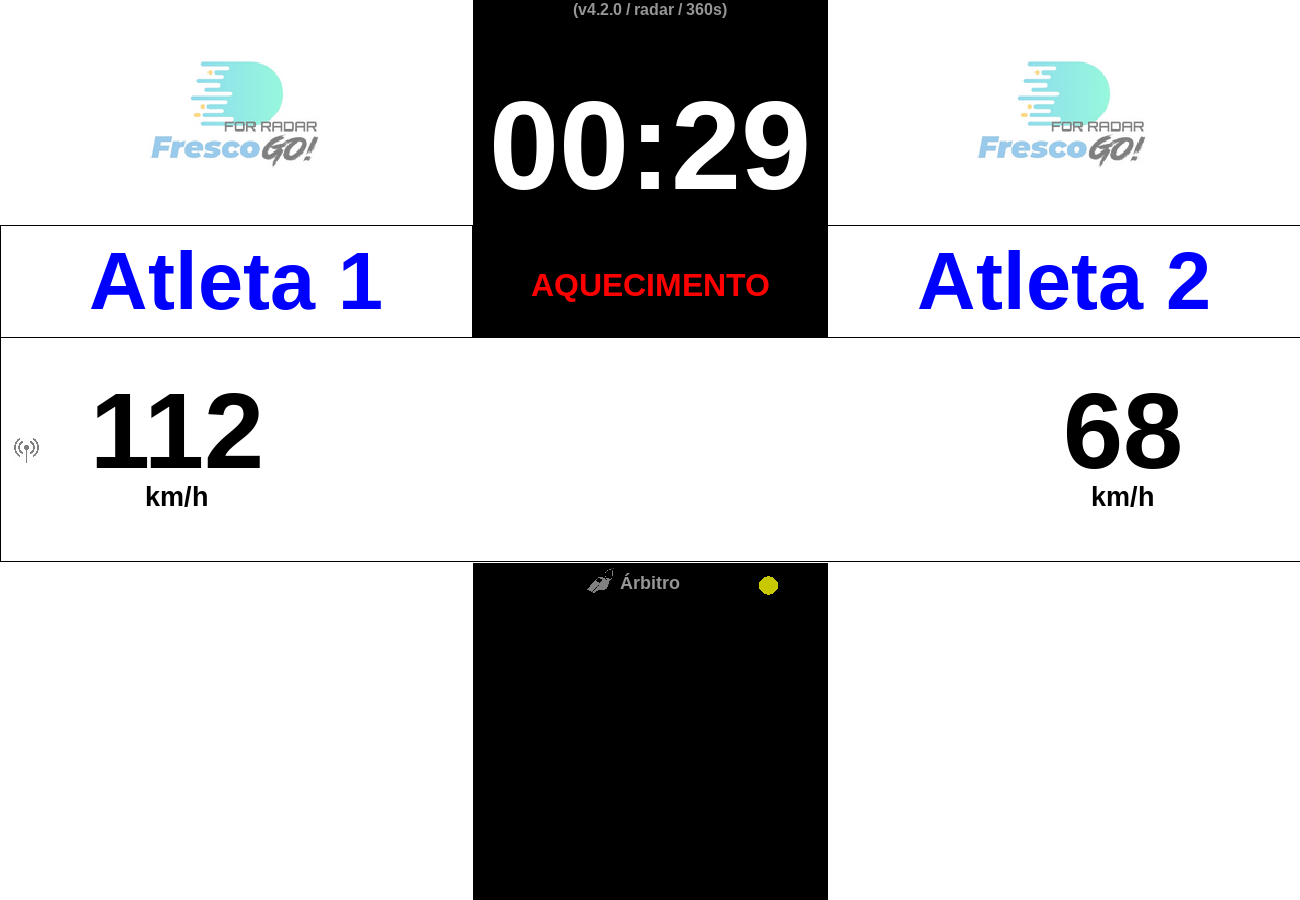 (v4.2.0 / radar / 360s)
FOR RADAR
FrescoGO!
00:29
FOR RADAR
FrescoGO!
Atleta 1
AQUECIMENTO
Atleta 2
112
km/h
68
km/h
Árbitro